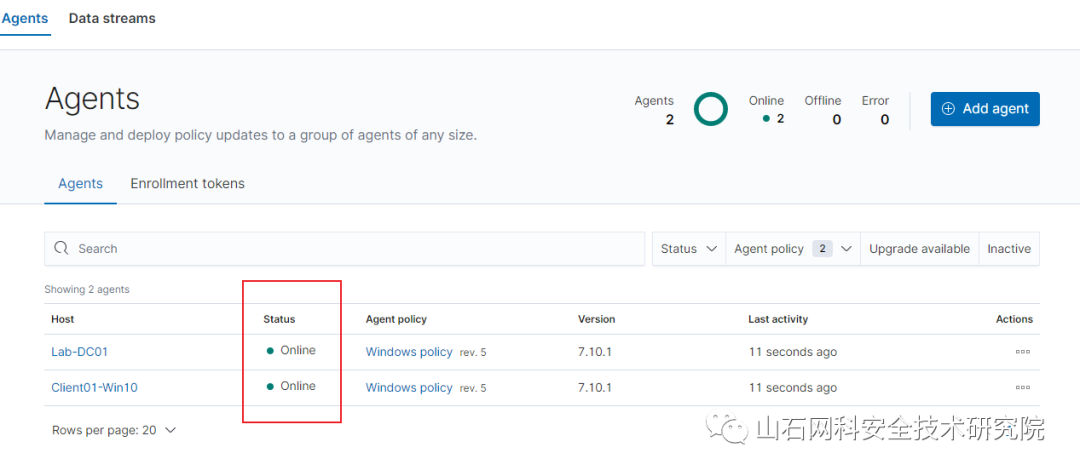 Agents Data streams
Agents
Manage and deploy policy updates to a group of agents of any size.
Agents 2 Online 2 Offline 0 Error 0 Add agent
Agents Enrollment tokens
Search Status Agent policy 2 Upgrade available Inactive
Showing 2 agents
Host Status Agent policy Version Last activity Actions
Lab-DC01 Online Windows policy rev. 5 7.10.1 11 seconds ago
Client01-Win10 Online Windows policy rev. 5 7.10.1 11 seconds ago
Rows per page: 20
山石网科安全技术研究院